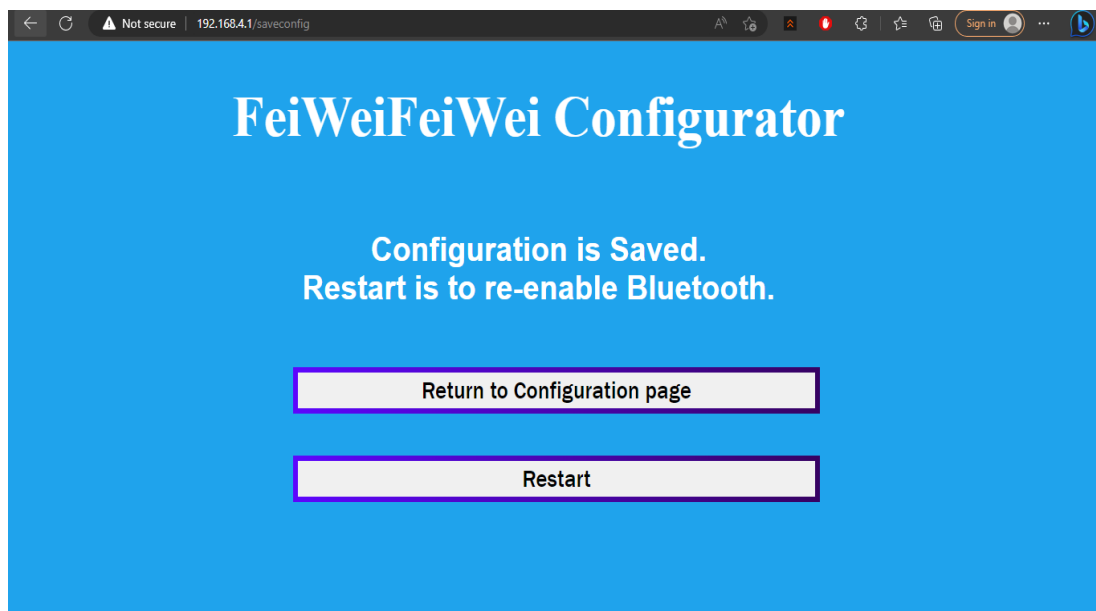 Not secure 192.168.4.1/saveconfig
Sign in
FeiWeiFeiWei Configurator
Configuration is Saved.
Restart is to re-enable Bluetooth.
Return to Configuration page
Restart